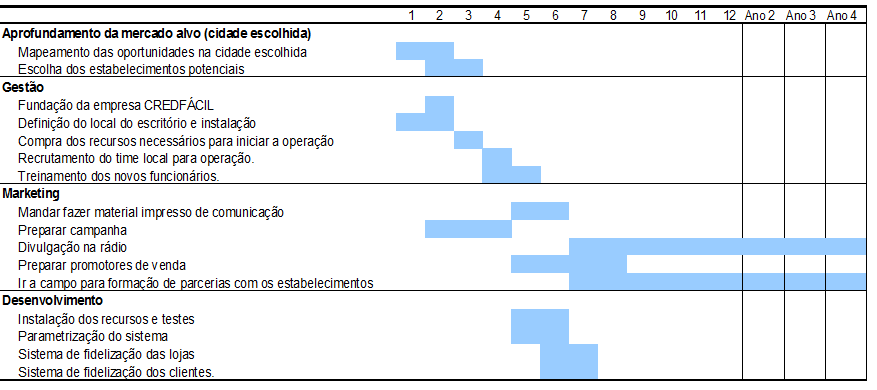 1 2 3 4 5 6 7 8 9 10 11 12 Ano 2 Ano 3 Ano 4
Aprofundamento da mercado alvo (cidade escolhida)
Mapeamento das oportunidades na cidade escolhida
Escolha dos estabelecimentos potenciais
Gestão
Fundação da empresa CREDFÁCIL
Definição do local do escritório e instalação
Compra dos recursos necessários para iniciar a operação
Recrutamento do time local para operação.
Treinamento dos novos funcionários.
Marketing
Mandar fazer material impresso de comunicação
Preparar campanha
Divulgação na rádio
Preparar promotores de venda
Ir a campo para formação de parcerias com os estabelecimentos
Desenvolvimento
Instalação dos recursos e testes
Parametrização do sistema
Sistema de fidelização das lojas
Sistema de fidelização dos clientes.